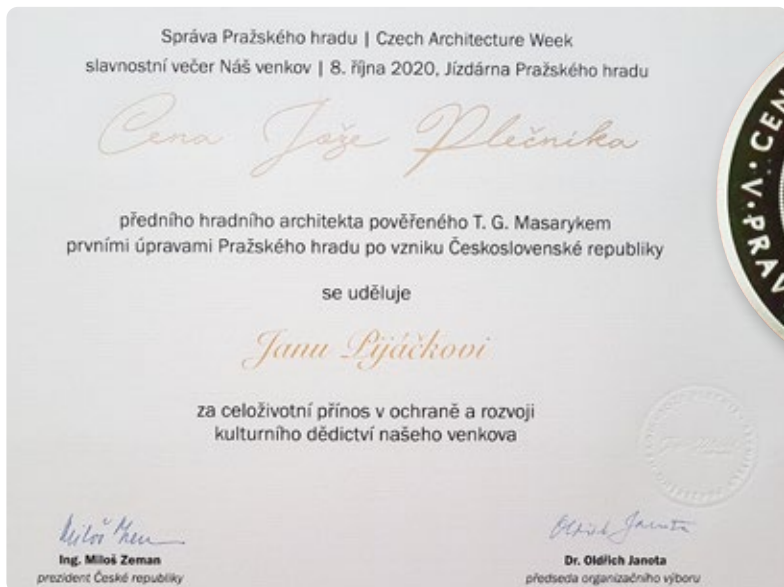 Správa Pražského hradu | Czech Architecture Week
slavnostní večer Náš venkov | 8. října 2020, Jízdárna Pražského hradu
Cena Jože Plečnika
předního hradního architekta pověřeného T. G. Masarykem
prvními úpravami Pražského hradu po vzniku Československé republiky
se uděluje
Janu Pijáčkovi
za celoživotní přínos v ochraně a rozvoji
kulturního dědictví našeho venkova
Ing. Miloš Zeman
prezident České republiky
Dr. Oldřich Janota
předseda organizačního výboru